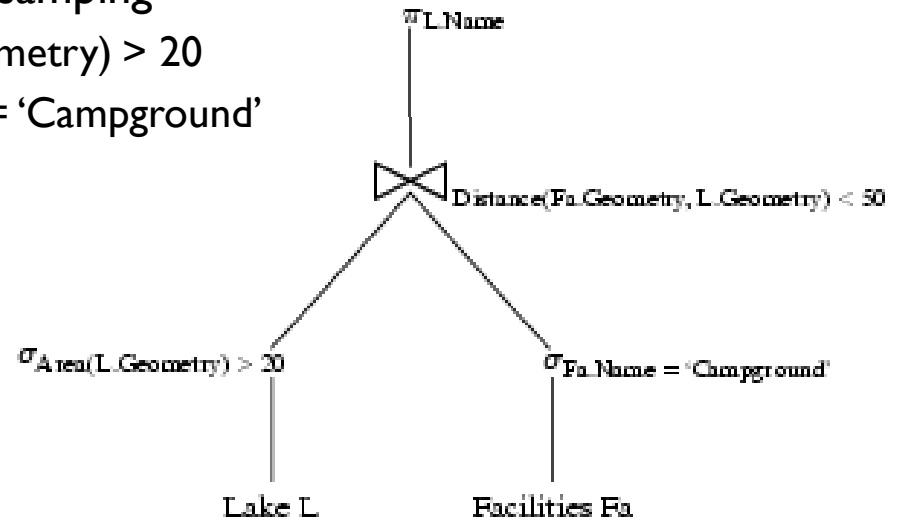 camping
πL.Name
metry) > 20
= ‘Campground’
Distance(Fa.Geometry, L.Geometry) < 50
σArea(L.Geometry) > 20
σFa.Name = ‘Campground’
Lake L
Facilities Fa